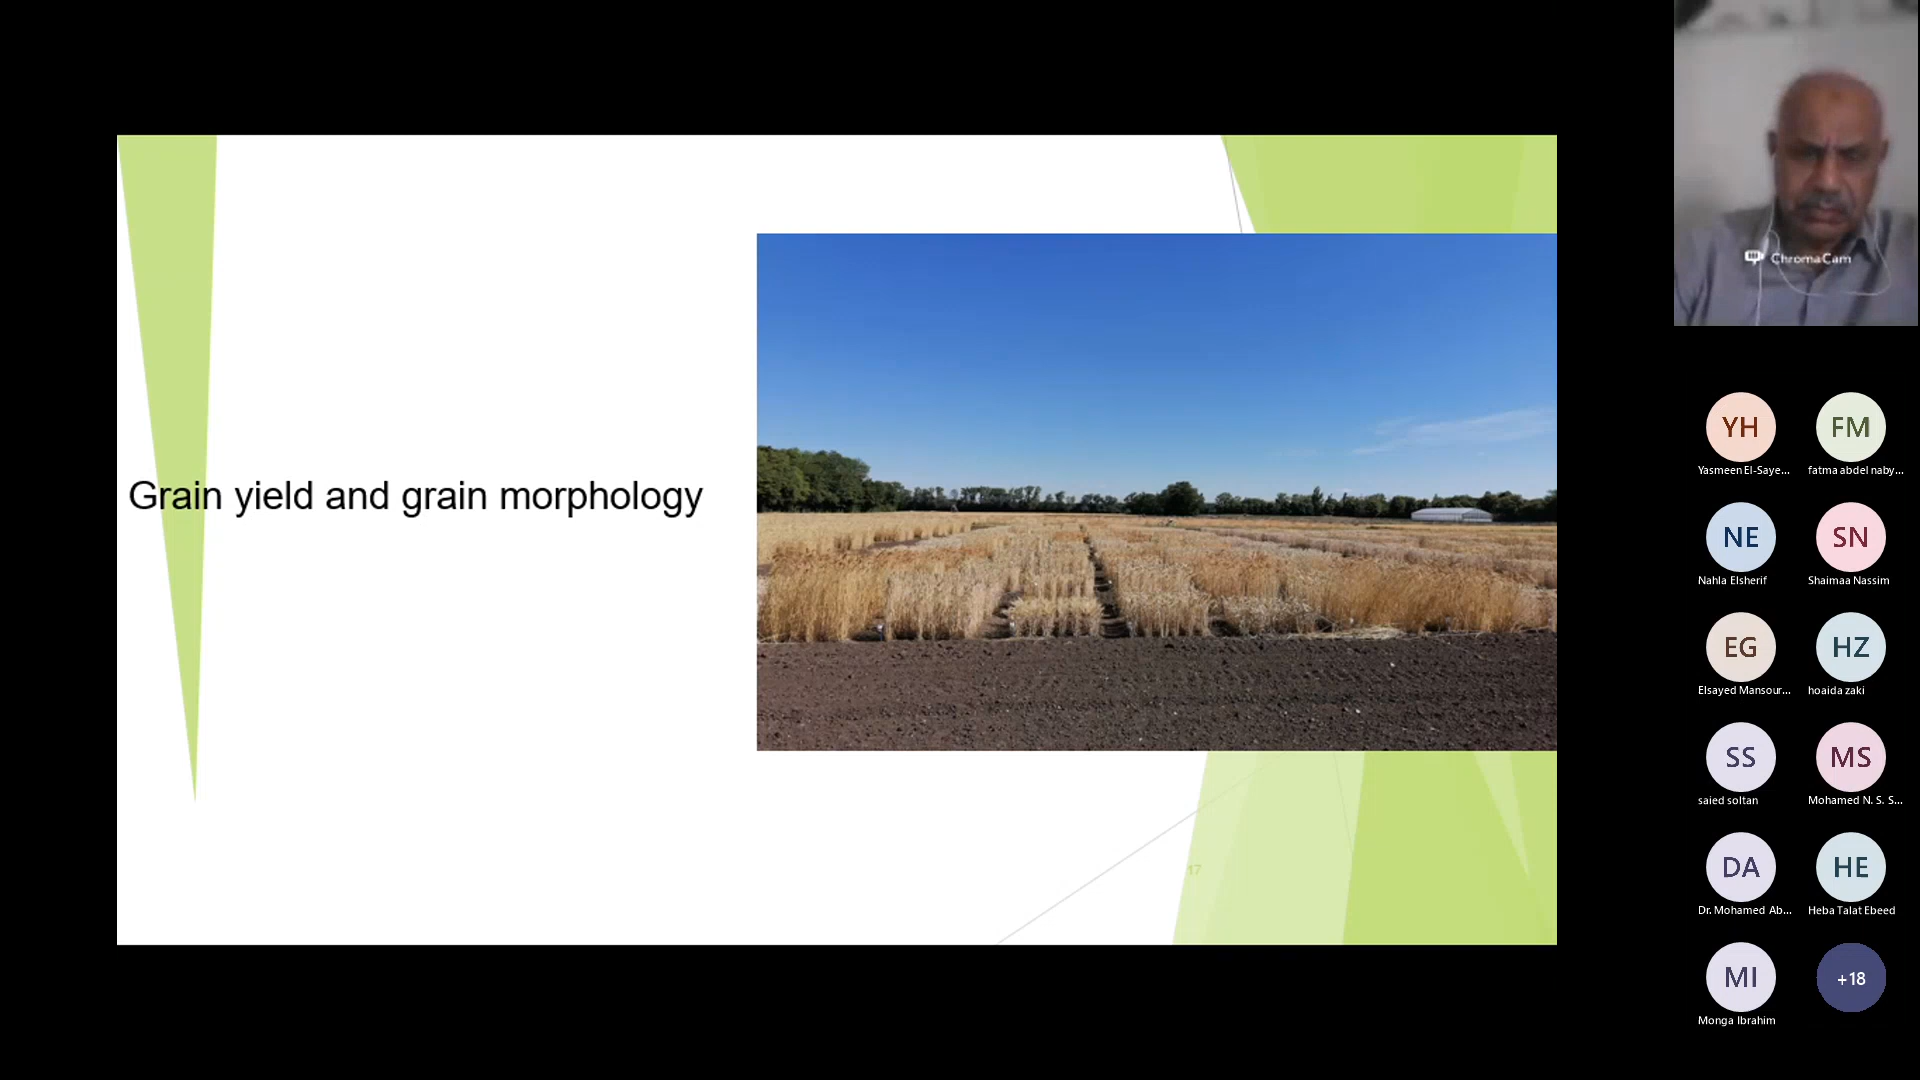 Grain yield and grain morphology
17
ChromaCam
YH
FM
Yasmeen El-Saye...
fatma abdel naby...
NE
SN
Nahla Elsherif
Shaimaa Nassim
EG
HZ
Elsayed Mansour...
hoaida zaki
SS
MS
saied soltan
Mohamed N. S. S...
DA
HE
Dr. Mohamed Ab...
Heba Talat Ebeed
MI
+18
Monga Ibrahim